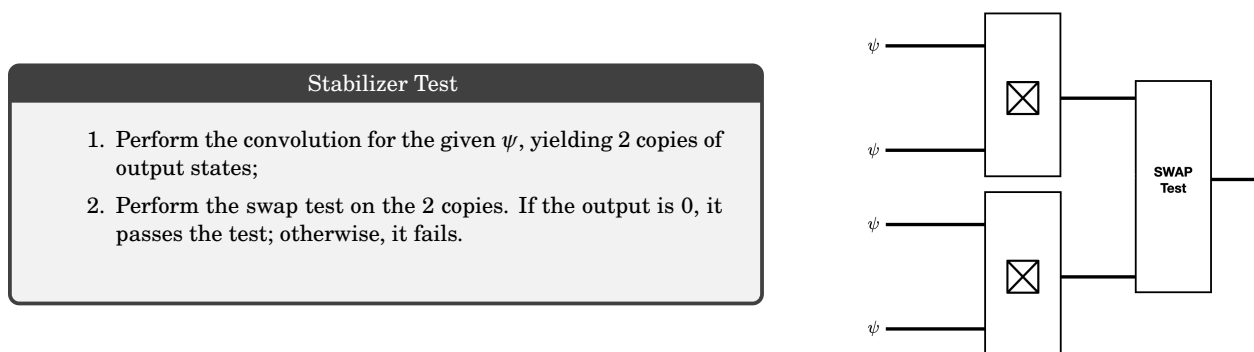 Stabilizer Test
1. Perform the convolution for the given ψ, yielding 2 copies of
output states;
2. Perform the swap test on the 2 copies. If the output is 0, it
passes the test; otherwise, it fails.
ψ
ψ
ψ
ψ
SWAP
Test